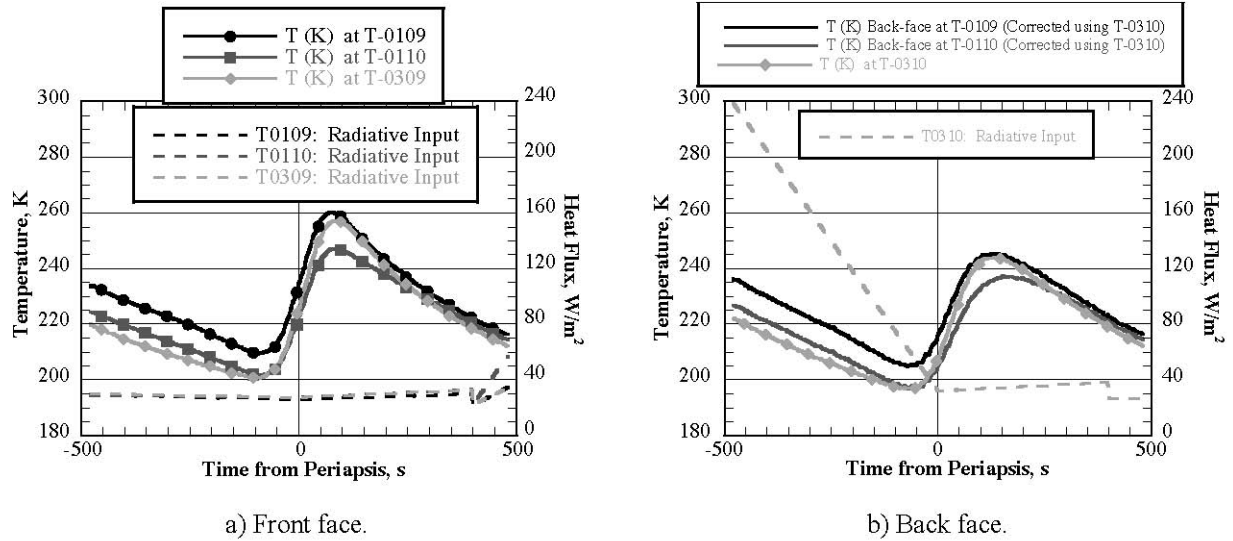 T (K) at T-0109
T (K) at T-0110
T (K) at T-0309
T0109: Radiative Input
T0110: Radiative Input
T0309: Radiative Input
300
280
260
240
220
200
180
Temperature, K
240
200
160
120
80
40
0
Heat Flux, W/m²
-500
0
500
Time from Periapsis, s
a) Front face.
T (K) Back-face at T-0109 (Corrected using T-0310)
T (K) Back-face at T-0110 (Corrected using T-0310)
T (K) at T-0310
T0310: Radiative Input
300
280
260
240
220
200
180
Temperature, K
240
200
160
120
80
40
0
Heat Flux, W/m²
-500
0
500
Time from Periapsis, s
b) Back face.